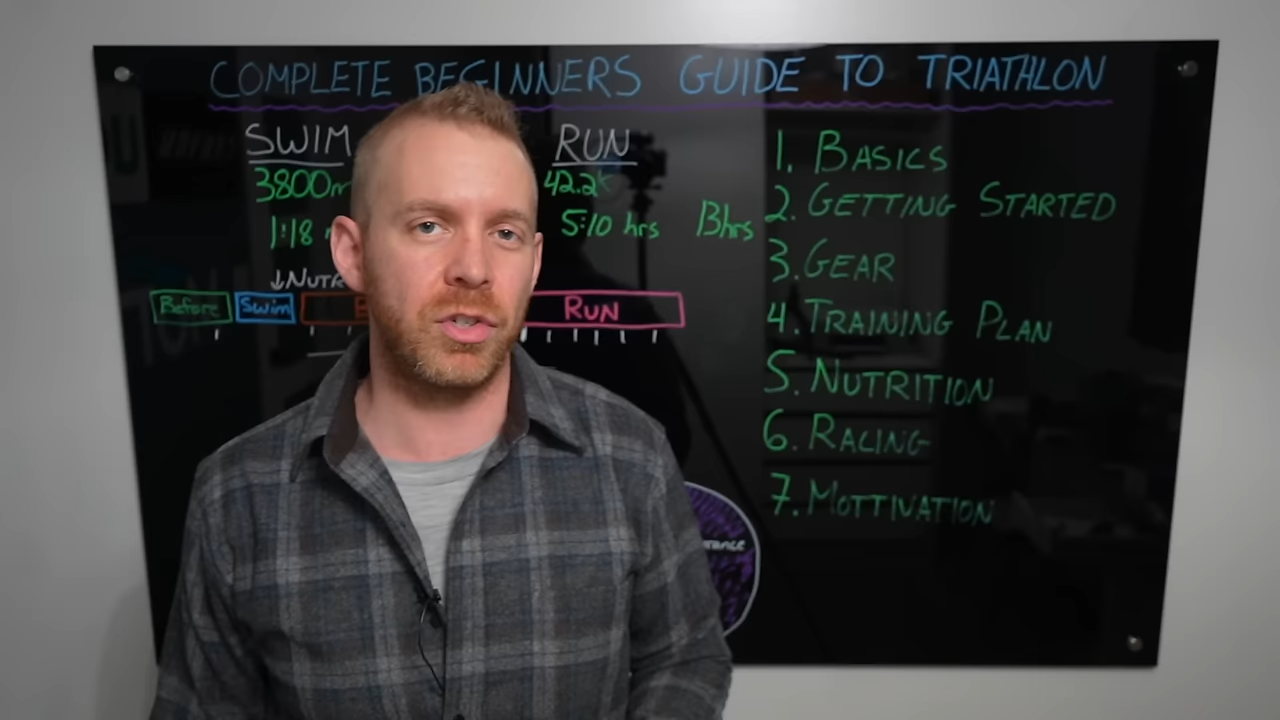 COMPLETE BEGINNERS GUIDE TO TRIATHLON
SWIM
RUN
3800m
42.2K
1:18
5:10 hrs
13hrs
↓NUTR
Before
Swim
B
RUN
1. BASICS
2. GETTING STARTED
3. GEAR
4. TRAINING PLAN
5. NUTRITION
6. RACING
7. MOTTIVATION